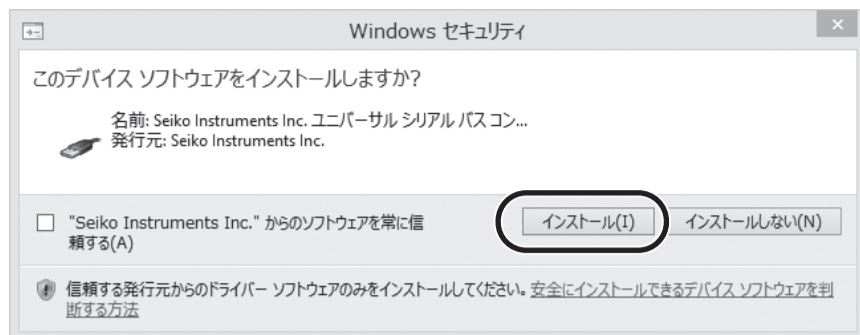 Windows セキュリティ
このデバイス ソフトウェアをインストールしますか?
名前: Seiko Instruments Inc. ユニバーサル シリアル バス コン...
発行元: Seiko Instruments Inc.
"Seiko Instruments Inc." からのソフトウェアを常に信
頼する(A)
インストール(I)
インストールしない(N)
信頼する発行元からのドライバー ソフトウェアのみをインストールしてください。安全にインストールできるデバイス ソフトウェアを判
断する方法